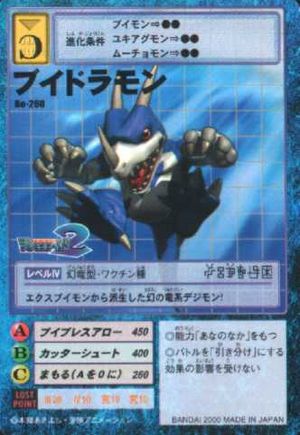 進化条件
ブイモン⇒●●
ユキアグモン⇒●●
ムーチョモン⇒●●
ブイドラモン
Bo-260
2
レベルⅣ 幻竜型・ワクチン種
エクスブイモンから派生した幻の竜系デジモン!
A ブイブレスアロー 450
B カッターシュート 400
C まもる(Aを0に) 260
○能力「あなのなか」をもつ
○バトルを「引き分け」にする
効果の影響を受けない
LOST POINT
BANDAI 2000 MADE IN JAPAN